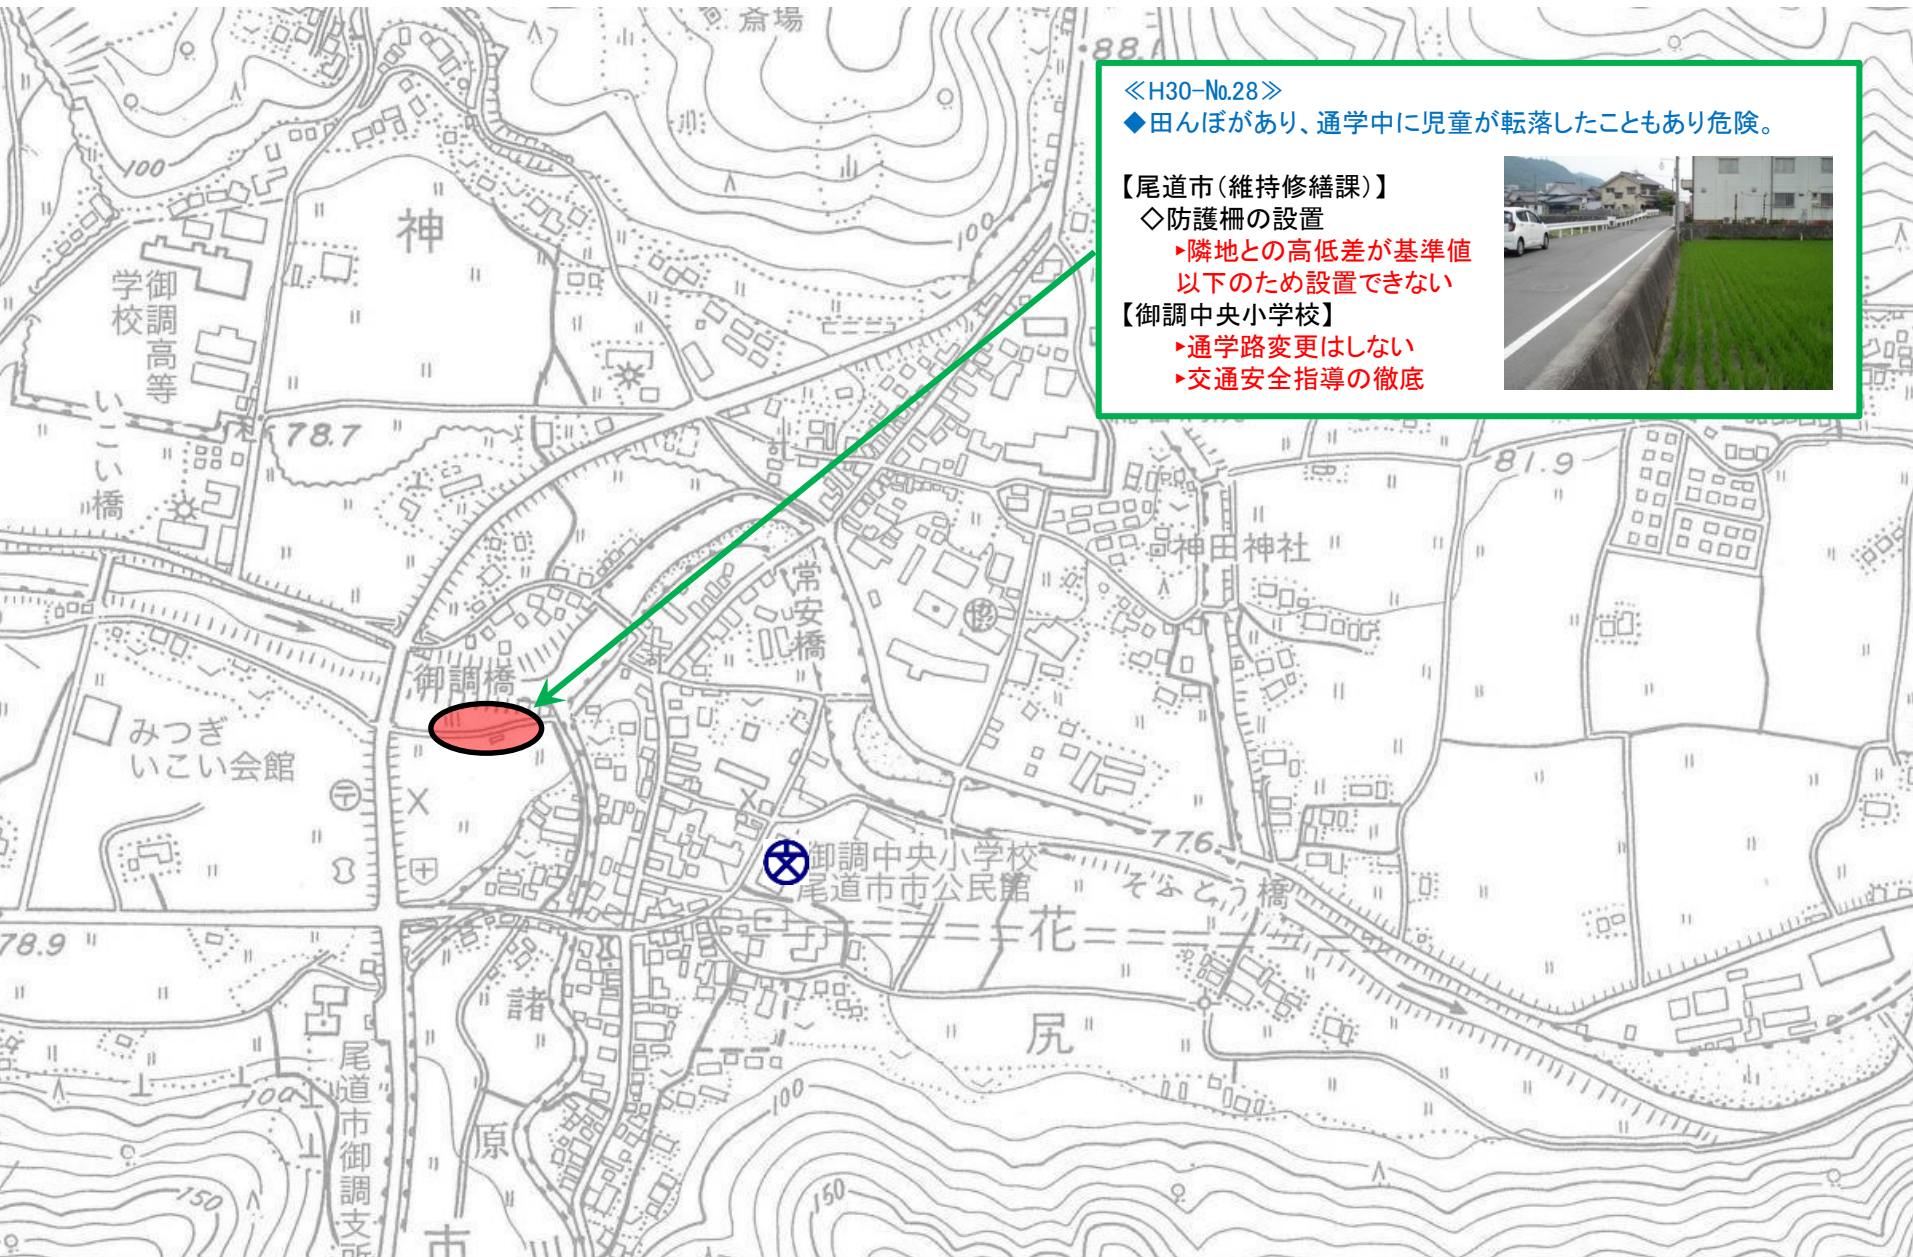 斎場
88.1
≪H30-No.28≫
◆田んぼがあり、通学中に児童が転落したこともあり危険。
【尾道市(維持修繕課)】
◇防護柵の設置
▸隣地との高低差が基準値
以下のため設置できない
【御調中央小学校】
▸通学路変更はしない
▸交通安全指導の徹底
100
神
100
御調高等
学校
いこい橋
78.7
81.9
神田神社
常安橋
協
御調橋
みつぎ
いこい会館
77.6
御調中央小学校
尾道市市公民館
そふとう橋
花
尻
78.9
諸
原
尾道市御調支所
100
100
150
150
市